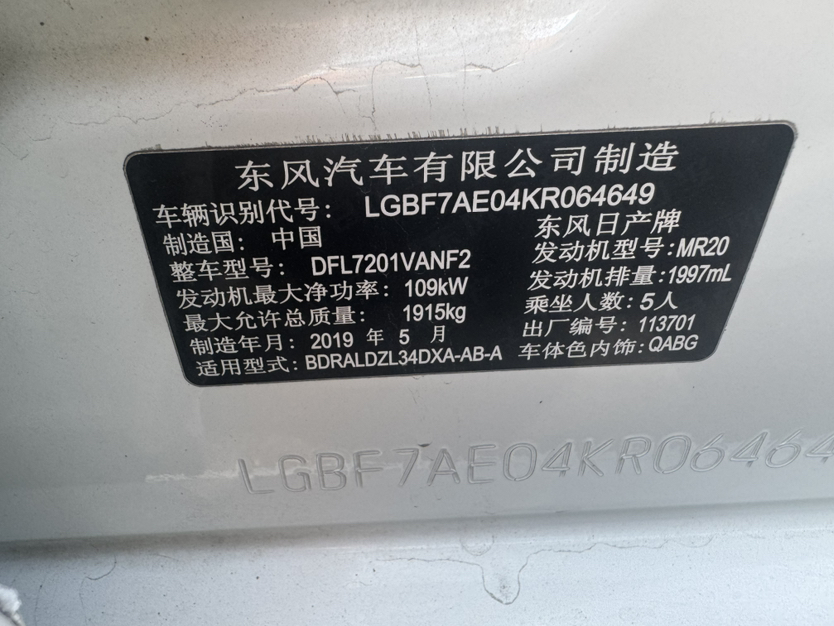 东风汽车有限公司制造
车辆识别代号: LGBF7AE04KR064649
制造国: 中国 东风日产牌
整车型号: DFL7201VANF2 发动机型号:MR20
发动机最大净功率: 109kW 发动机排量:1997mL
最大允许总质量: 1915kg 乘坐人数:5人
制造年月: 2019 年 5 月 出厂编号: 113701
适用型式:BDRALDZL34DXA-AB-A 车体色内饰:QABG
LGBF7AE04KR06464